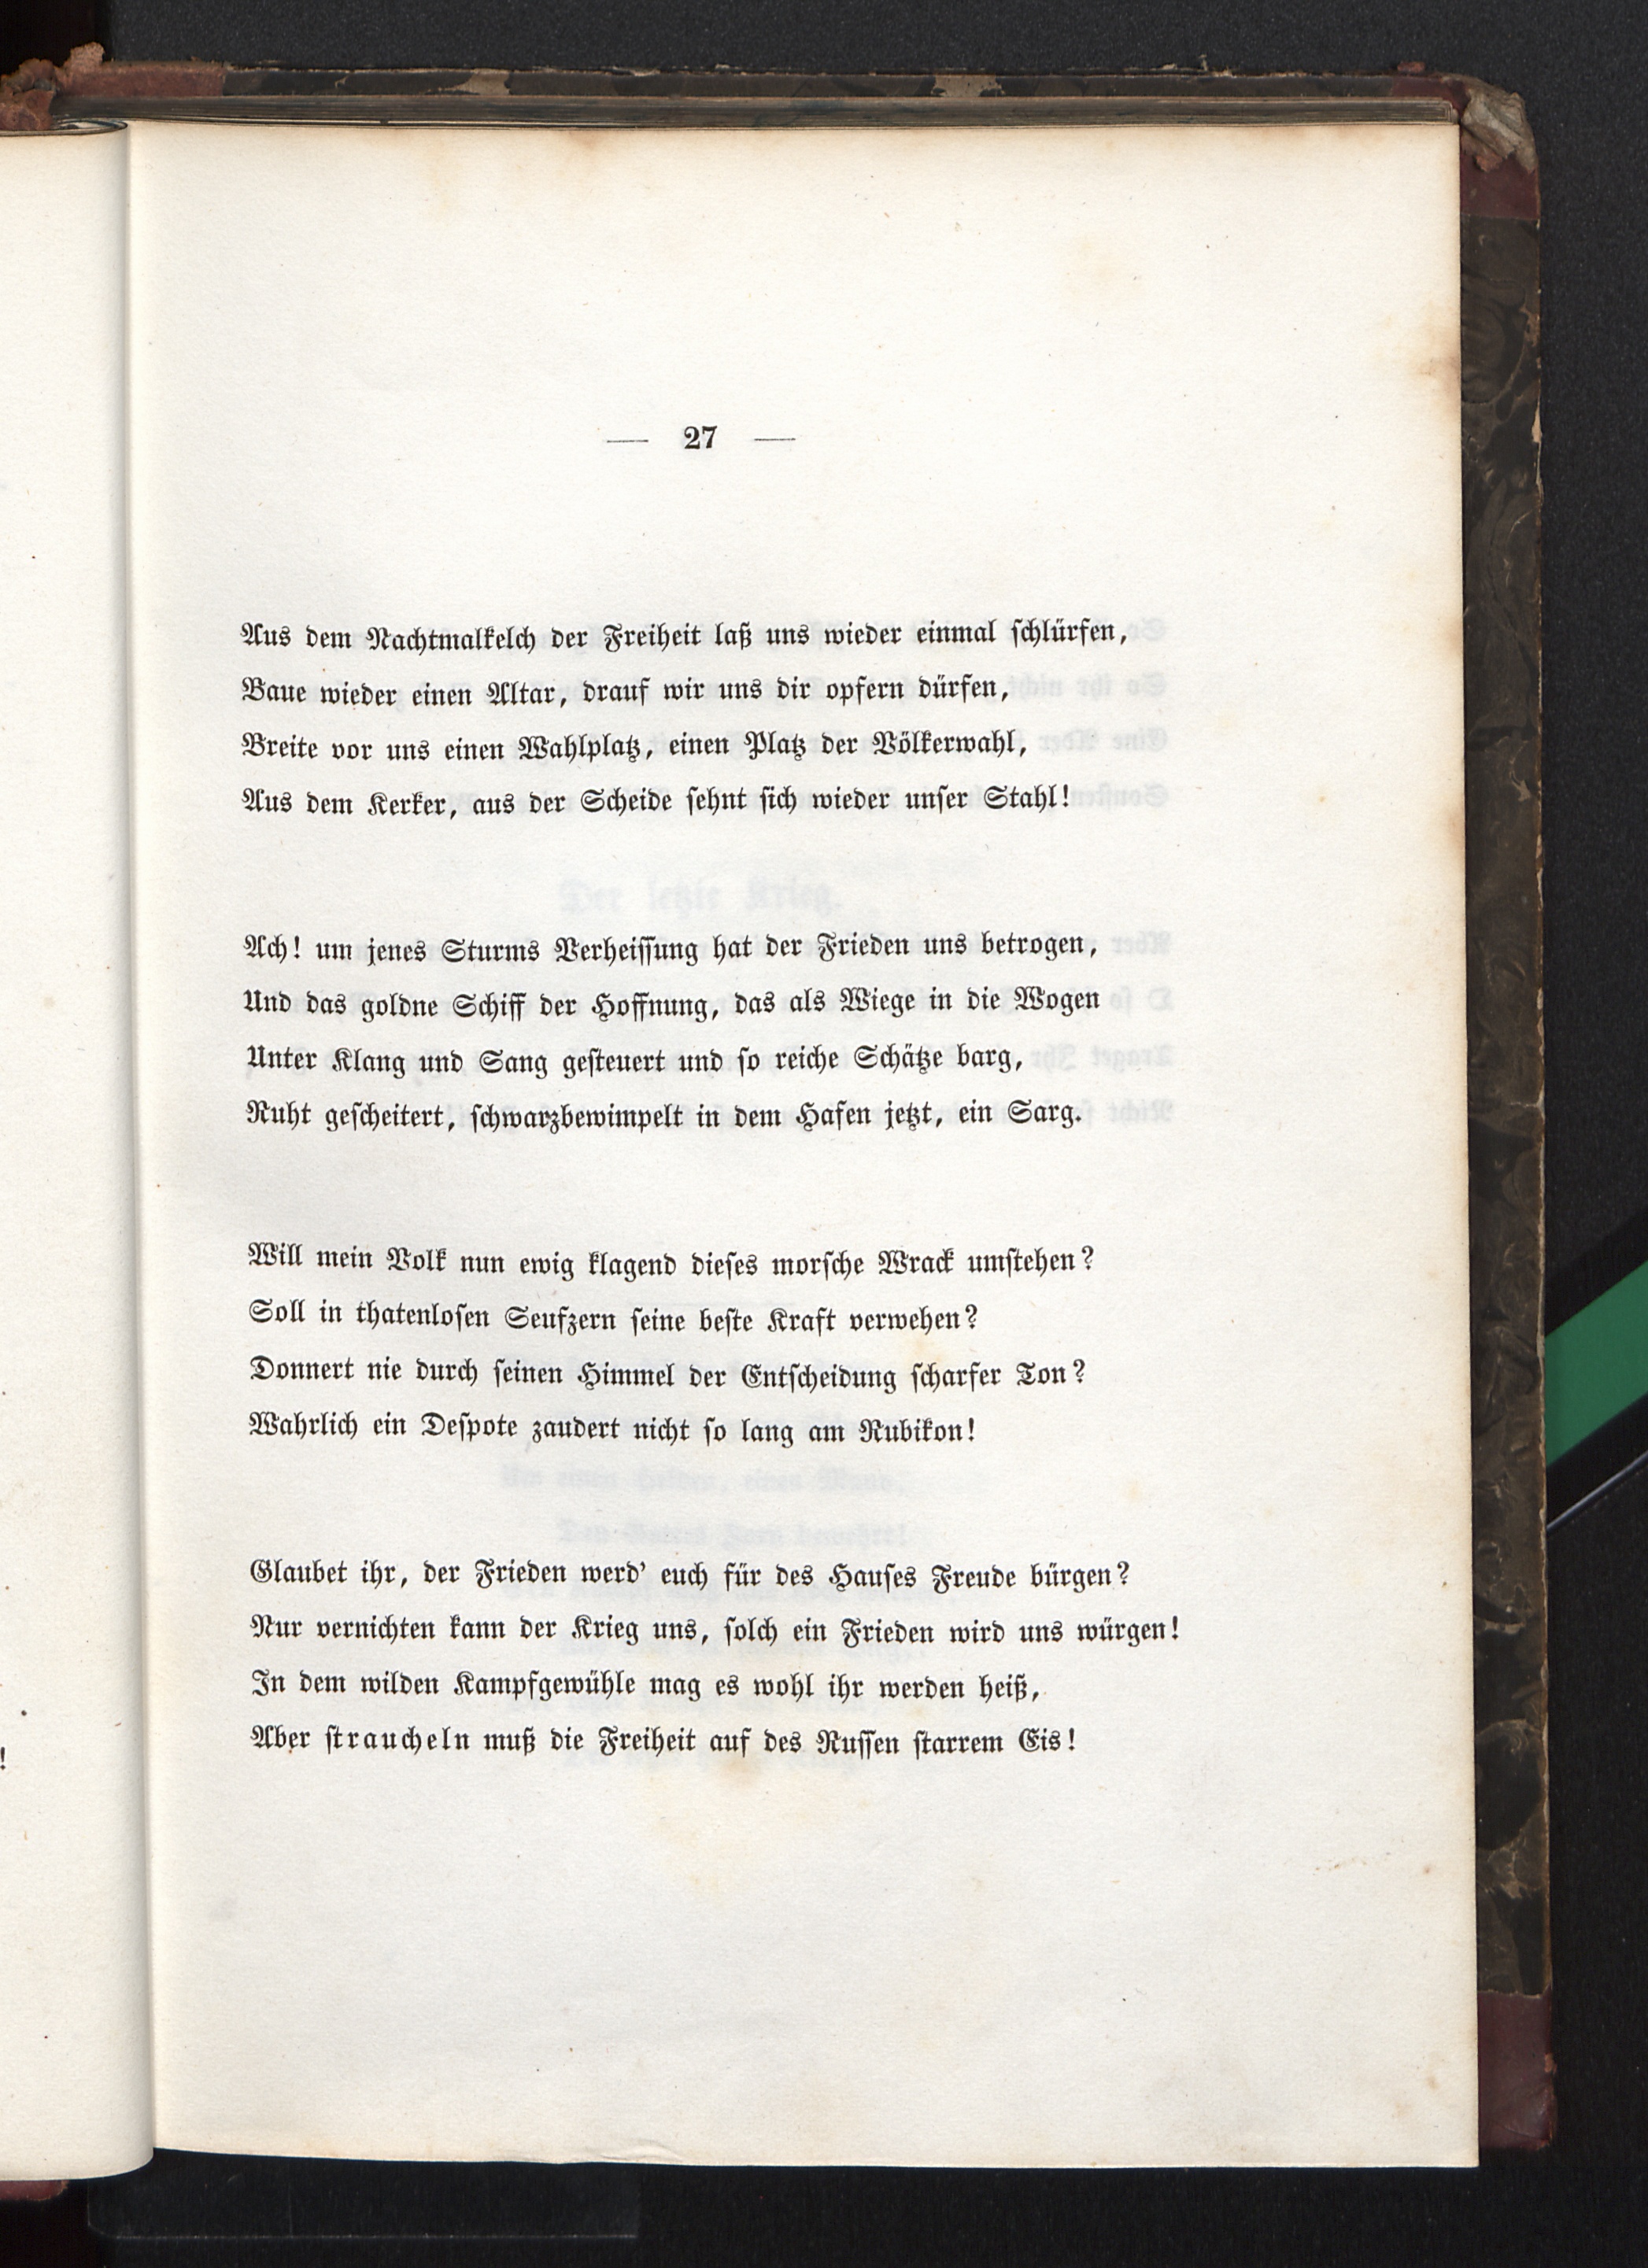 — 27 —
Aus dem Nachtmalkelch der Freiheit laß uns wieder einmal schlürfen,
Baue wieder einen Altar, drauf wir uns dir opfern dürfen,
Breite vor uns einen Wahlplatz, einen Platz der Völkerwahl,
Aus dem Kerker, aus der Scheide sehnt sich wieder unser Stahl!
Ach! um jenes Sturms Verheissung hat der Frieden uns betrogen,
Und das goldne Schiff der Hoffnung, das als Wiege in die Wogen
Unter Klang und Sang gesteuert und so reiche Schätze barg,
Ruht gescheitert, schwarzbewimpelt in dem Hafen jetzt, ein Sarg.
Will mein Volk nun ewig klagend dieses morsche Wrack umstehen?
Soll in thatenlosen Seufzern seine beste Kraft verwehen?
Donnert nie durch seinen Himmel der Entscheidung scharfer Ton?
Wahrlich ein Despote zaudert nicht so lang am Rubikon!
Glaubet ihr, der Frieden werd' euch für des Hauses Freude bürgen?
Nur vernichten kann der Krieg uns, solch ein Frieden wird uns würgen!
In dem wilden Kampfgewühle mag es wohl ihr werden heiß,
Aber straucheln muß die Freiheit auf des Russen starrem Eis!